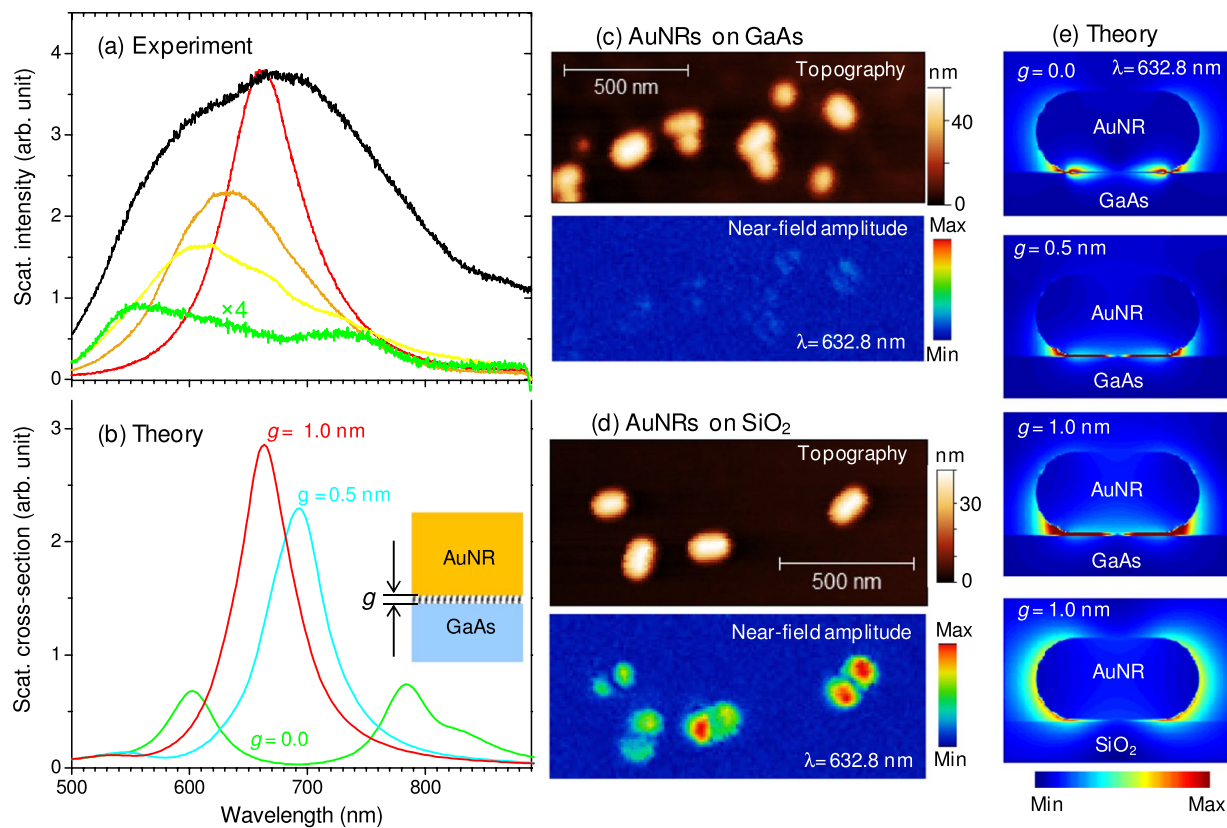 (a) Experiment
Scat. intensity (arb. unit)
4
3
2
1
0
×4
(b) Theory
Scat. cross-section (arb. unit)
3
2
1
0
g= 1.0 nm
g=0.5 nm
g=0.0
AuNR
g
GaAs
500
600
700
800
Wavelength (nm)
(c) AuNRs on GaAs
500 nm
Topography
nm
40
0
Near-field amplitude
λ=632.8 nm
Max
Min
(d) AuNRs on SiO₂
Topography
500 nm
nm
30
0
Near-field amplitude
λ=632.8 nm
Max
Min
(e) Theory
g=0.0 λ=632.8 nm
AuNR
GaAs
g=0.5 nm
AuNR
GaAs
g=1.0 nm
AuNR
GaAs
g=1.0 nm
AuNR
SiO₂
Min Max